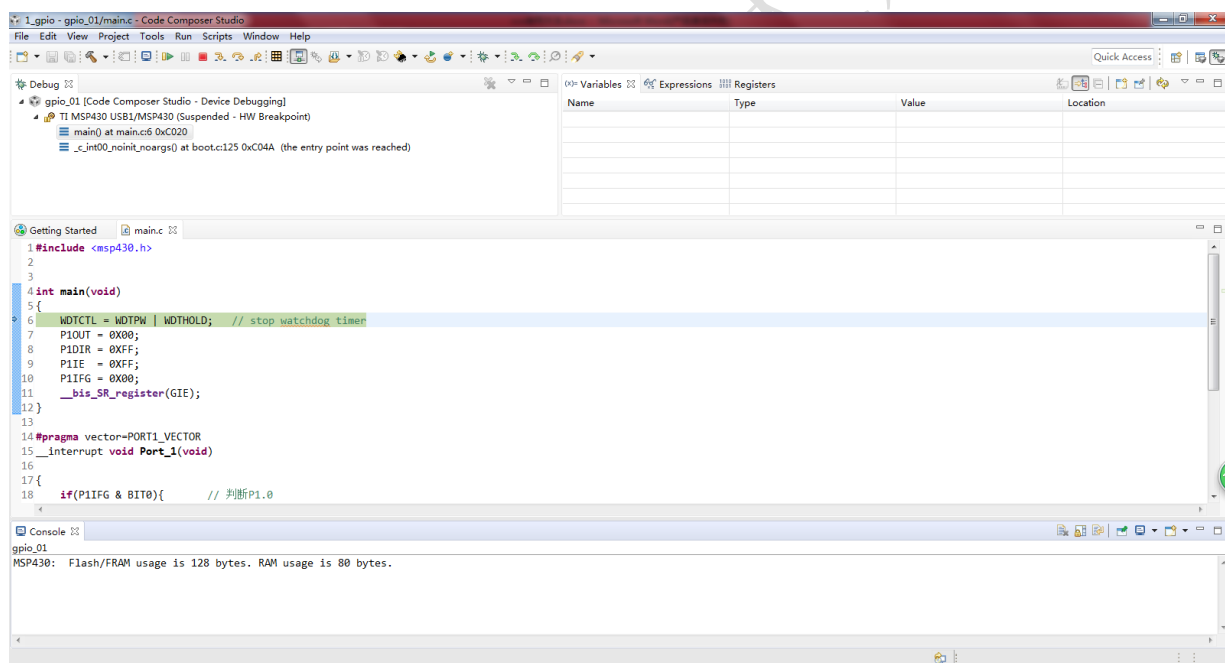 1_gpio - gpio_01/main.c - Code Composer Studio
File Edit View Project Tools Run Scripts Window Help
Quick Access
Debug
(x)= Variables Expressions Registers
gpio_01 [Code Composer Studio - Device Debugging]
TI MSP430 USB1/MSP430 (Suspended - HW Breakpoint)
main() at main.c:6 0xC020
_c_int00_noinit_noargs() at boot.c:125 0xC04A (the entry point was reached)
Name Type Value Location
Getting Started main.c
1 #include <msp430.h>
2
3
4 int main(void)
5 {
6 WDTCTL = WDTPW | WDTHOLD; // stop watchdog timer
7 P1OUT = 0X00;
8 P1DIR = 0XFF;
9 P1IE = 0XFF;
10 P1IFG = 0X00;
11 __bis_SR_register(GIE);
12 }
13
14 #pragma vector=PORT1_VECTOR
15 __interrupt void Port_1(void)
16
17 {
18 if(P1IFG & BIT0){ // 判断P1.0
Console
gpio_01
MSP430: Flash/FRAM usage is 128 bytes. RAM usage is 80 bytes.